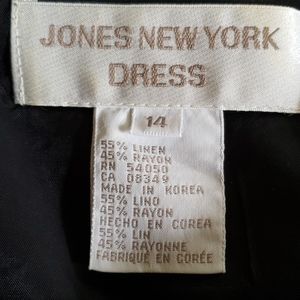 JONES NEW YORK
DRESS
14
55% LINEN
45% RAYON
RN 54050
CA 08349
MADE IN KOREA
55% LINO
45% RAYON
HECHO EN COREA
55% LIN
45% RAYONNE
FABRIQUÉ EN CORÉE